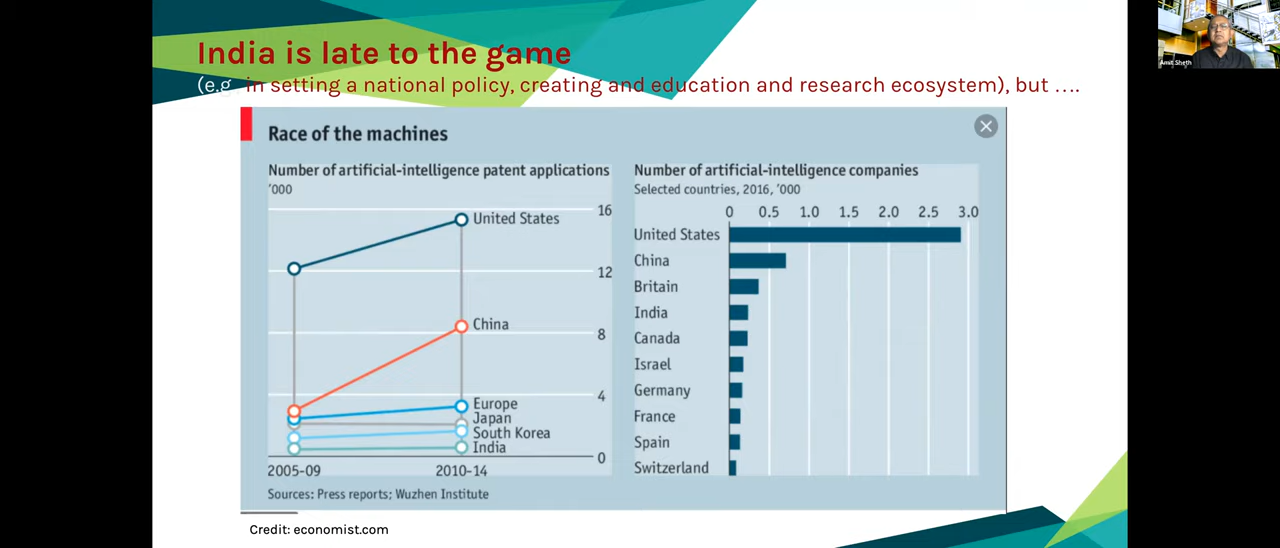 India is late to the game
(e.g. in setting a national policy, creating and education and research ecosystem), but ....
Amit Sheth
Race of the machines
Number of artificial-intelligence patent applications
'000
16
12
8
4
0
United States
China
Europe
Japan
South Korea
India
2005-09 2010-14
Sources: Press reports; Wuzhen Institute
Number of artificial-intelligence companies
Selected countries, 2016, '000
0 0.5 1.0 1.5 2.0 2.5 3.0
United States
China
Britain
India
Canada
Israel
Germany
France
Spain
Switzerland
Credit: economist.com